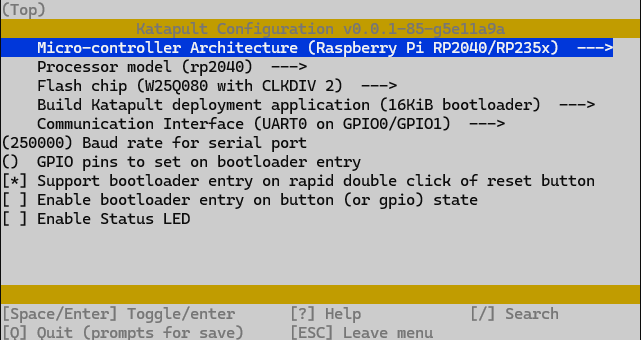 (Top)
Katapult Configuration v0.0.1-85-g5e11a9a
Micro-controller Architecture (Raspberry Pi RP2040/RP235x)  --->
Processor model (rp2040)  --->
Flash chip (W25Q080 with CLKDIV 2)  --->
Build Katapult deployment application (16KiB bootloader)  --->
Communication Interface (UART0 on GPIO0/GPIO1)  --->
(250000) Baud rate for serial port
()  GPIO pins to set on bootloader entry
[*] Support bootloader entry on rapid double click of reset button
[ ] Enable bootloader entry on button (or gpio) state
[ ] Enable Status LED
[Space/Enter] Toggle/enter      [?] Help            [/] Search
[Q] Quit (prompts for save)     [ESC] Leave menu